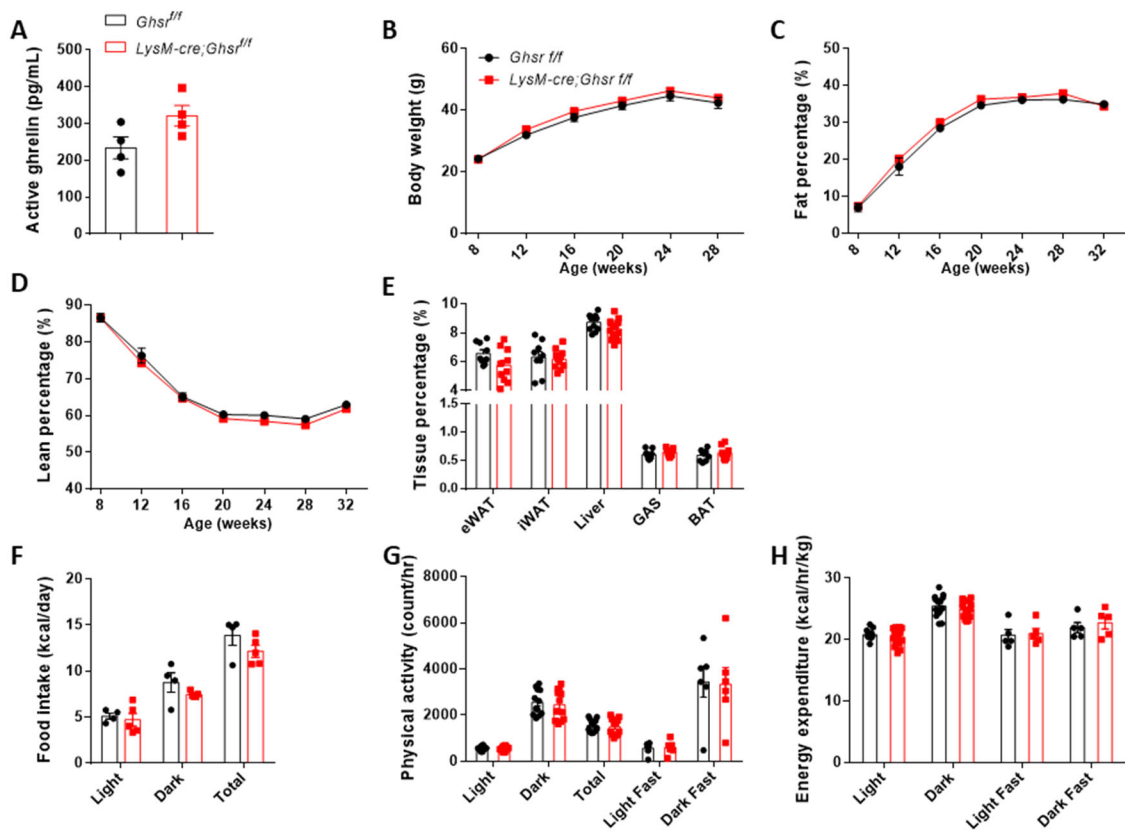 A
Ghsr^f/f
LysM-cre;Ghsr^f/f
Active ghrelin (pg/mL)
500
400
300
200
100
0
B
Ghsr f/f
LysM-cre;Ghsr f/f
Body weight (g)
60
40
20
0
8 12 16 20 24 28
Age (weeks)
C
Fat percentage (%)
50
40
30
20
10
0
8 12 16 20 24 28 32
Age (weeks)
D
Lean percentage (%)
90
80
70
60
50
40
8 12 16 20 24 28 32
Age (weeks)
E
Tissue percentage (%)
10
8
6
4
1.5
1.0
0.5
0.0
eWAT iWAT Liver GAS BAT
F
Food Intake (kcal/day)
20
15
10
5
0
Light Dark Total
G
Physical activity (count/hr)
8000
6000
4000
2000
0
Light Dark Total Light Fast Dark Fast
H
Energy expenditure (kcal/hr/kg)
30
20
10
0
Light Dark Light Fast Dark Fast